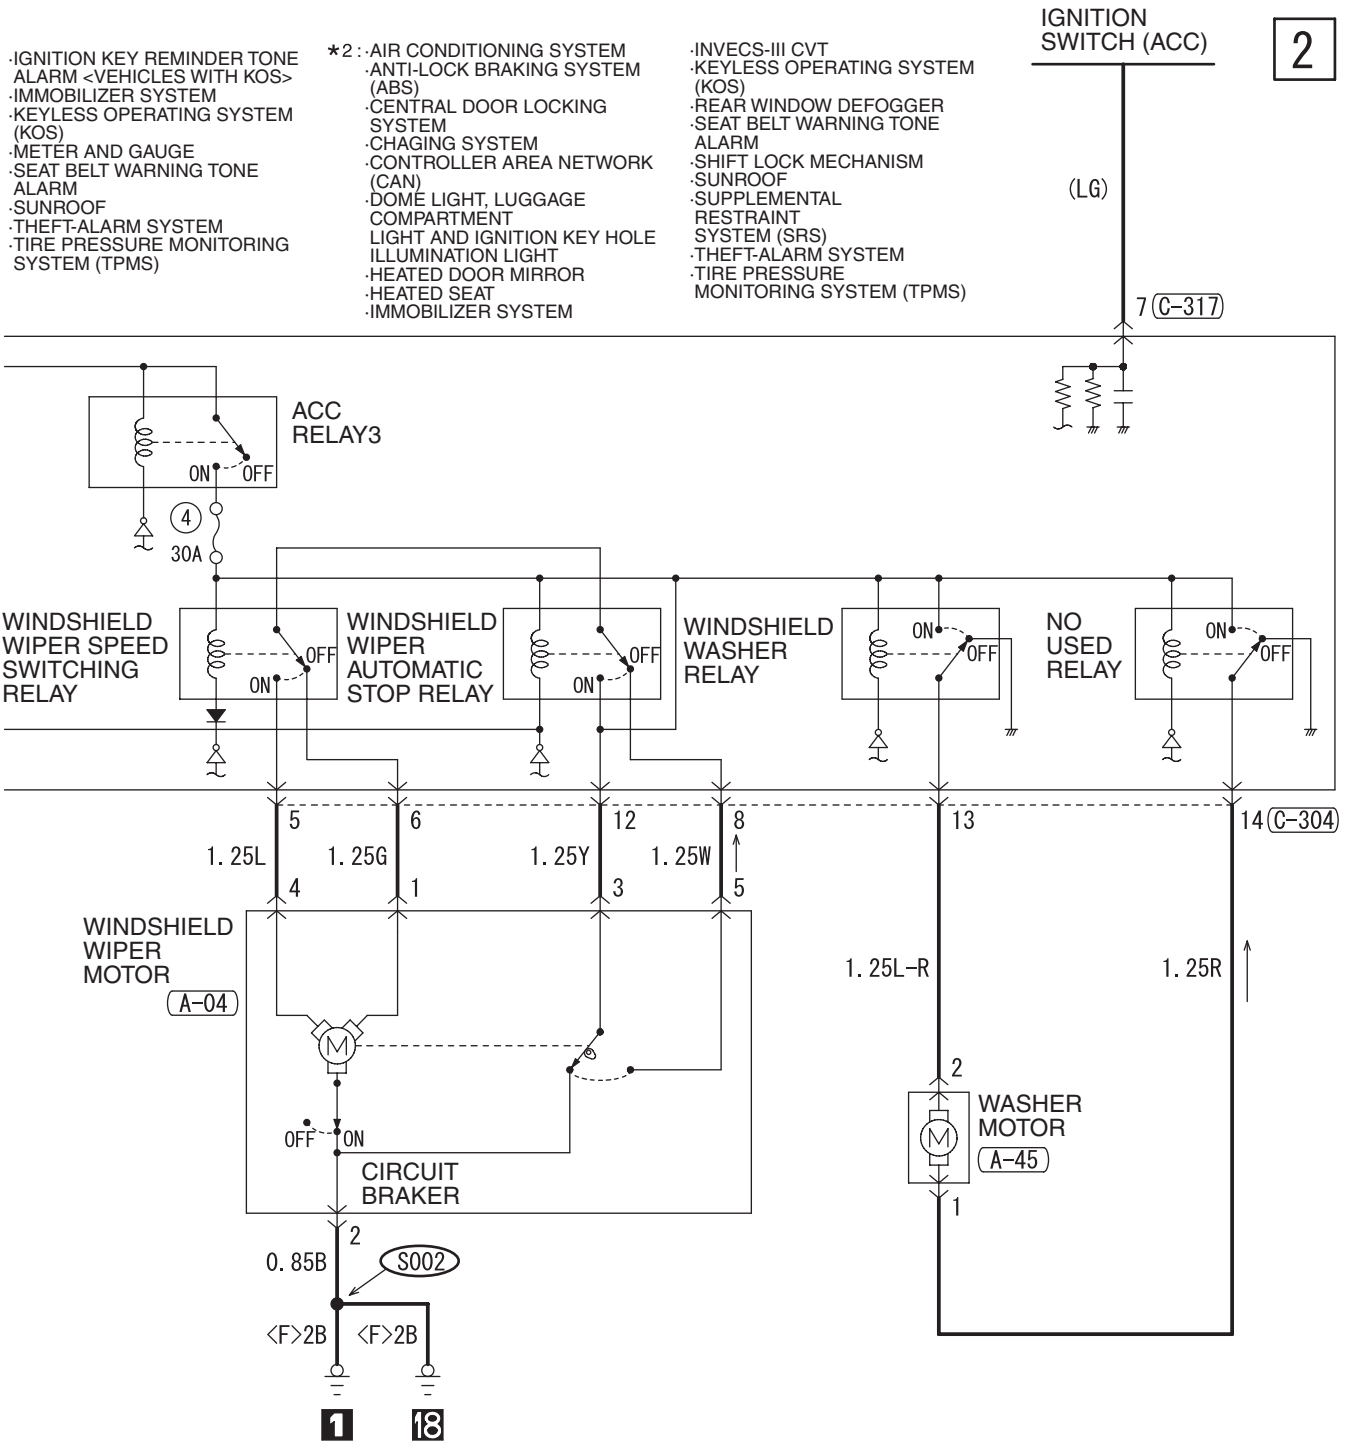 IGNITION
SWITCH (ACC)
2
·IGNITION KEY REMINDER TONE
ALARM <VEHICLES WITH KOS>
·IMMOBILIZER SYSTEM
·KEYLESS OPERATING SYSTEM
(KOS)
·METER AND GAUGE
·SEAT BELT WARNING TONE
ALARM
·SUNROOF
·THEFT-ALARM SYSTEM
·TIRE PRESSURE MONITORING
SYSTEM (TPMS)
*2:·AIR CONDITIONING SYSTEM
·ANTI-LOCK BRAKING SYSTEM
(ABS)
·CENTRAL DOOR LOCKING
SYSTEM
·CHAGING SYSTEM
·CONTROLLER AREA NETWORK
(CAN)
·DOME LIGHT, LUGGAGE
COMPARTMENT
LIGHT AND IGNITION KEY HOLE
ILLUMINATION LIGHT
·HEATED DOOR MIRROR
·HEATED SEAT
·IMMOBILIZER SYSTEM
·INVECS-III CVT
·KEYLESS OPERATING SYSTEM
(KOS)
·REAR WINDOW DEFOGGER
·SEAT BELT WARNING TONE
ALARM
·SHIFT LOCK MECHANISM
·SUNROOF
·SUPPLEMENTAL
RESTRAINT
SYSTEM (SRS)
·THEFT-ALARM SYSTEM
·TIRE PRESSURE
MONITORING SYSTEM (TPMS)
(LG)
7 C-317
ACC
RELAY3
ON OFF
4
30A
WINDSHIELD
WIPER SPEED
SWITCHING
RELAY
OFF
ON
WINDSHIELD
WIPER
AUTOMATIC
STOP RELAY
OFF
ON
WINDSHIELD
WASHER
RELAY
ON
OFF
NO
USED
RELAY
ON
OFF
5 6 12 8 13 14 C-304
1.25L 1.25G 1.25Y 1.25W
4 1 3 5
WINDSHIELD
WIPER
MOTOR
A-04
1.25L-R 1.25R
M
2
WASHER
MOTOR
A-45
M
OFF ON
CIRCUIT
BRAKER
1
2
0.85B S002
<F>2B <F>2B
1 18